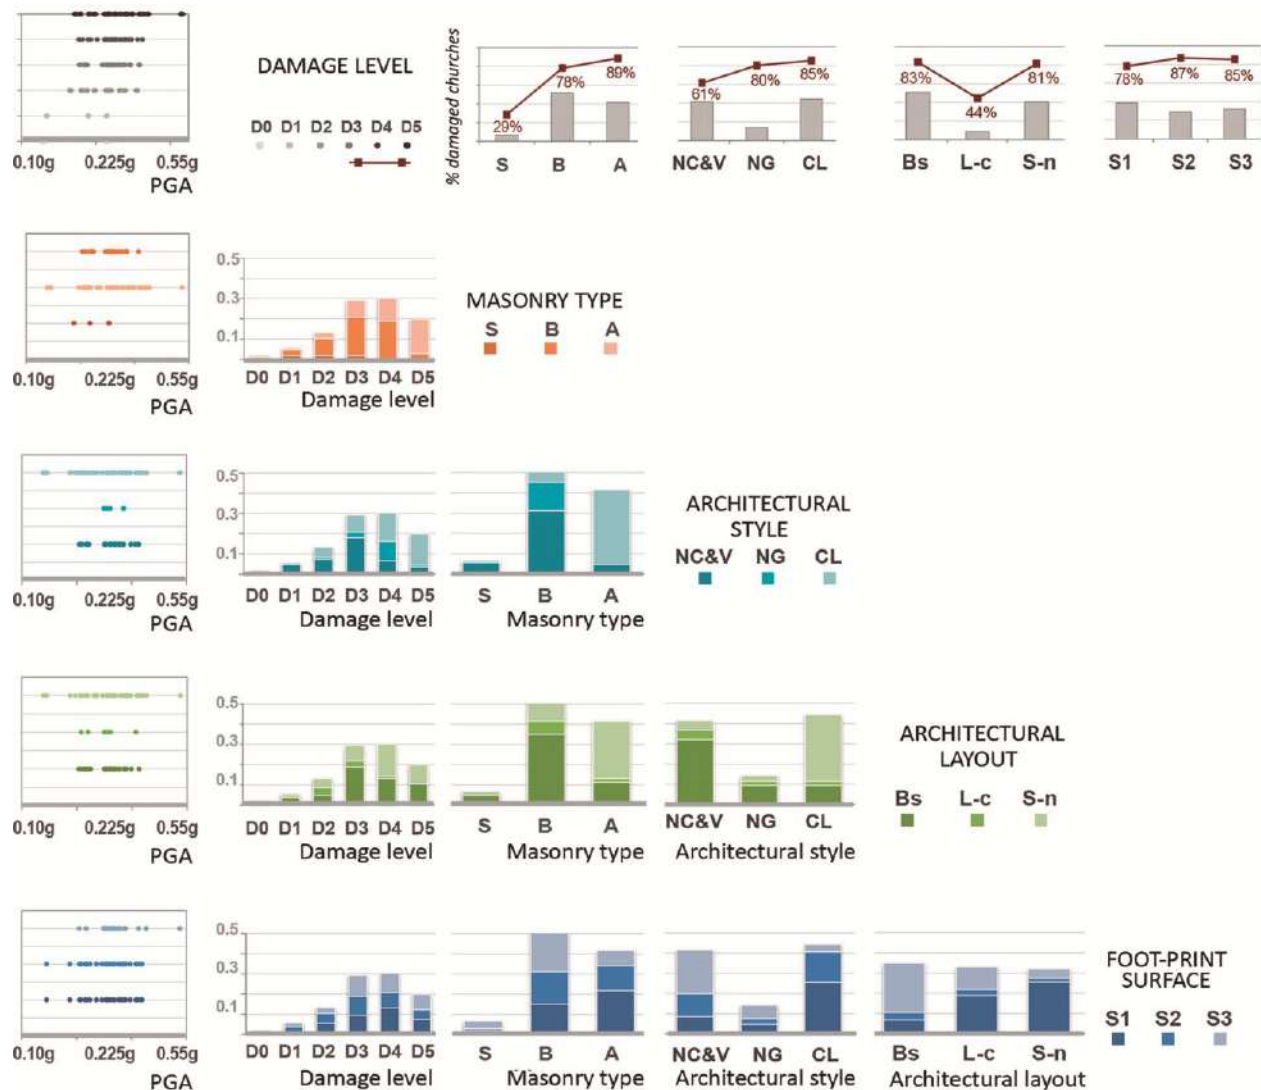 DAMAGE LEVEL
D0 D1 D2 D3 D4 D5
0.10g 0.225g 0.55g
PGA
% damaged churches
29% 78% 89%
S B A
61% 80% 85%
NC&V NG CL
83% 44% 81%
Bs L-c S-n
78% 87% 85%
S1 S2 S3
0.10g 0.225g 0.55g
PGA
0.5
0.3
0.1
D0 D1 D2 D3 D4 D5
Damage level
MASONRY TYPE
S B A
0.10g 0.225g 0.55g
PGA
0.5
0.3
0.1
D0 D1 D2 D3 D4 D5
Damage level
S B A
Masonry type
ARCHITECTURAL
STYLE
NC&V NG CL
0.10g 0.225g 0.55g
PGA
0.5
0.3
0.1
D0 D1 D2 D3 D4 D5
Damage level
S B A
Masonry type
NC&V NG CL
Architectural style
ARCHITECTURAL
LAYOUT
Bs L-c S-n
0.10g 0.225g 0.55g
PGA
0.5
0.3
0.1
D0 D1 D2 D3 D4 D5
Damage level
S B A
Masonry type
NC&V NG CL
Architectural style
Bs L-c S-n
Architectural layout
FOOT-PRINT
SURFACE
S1 S2 S3